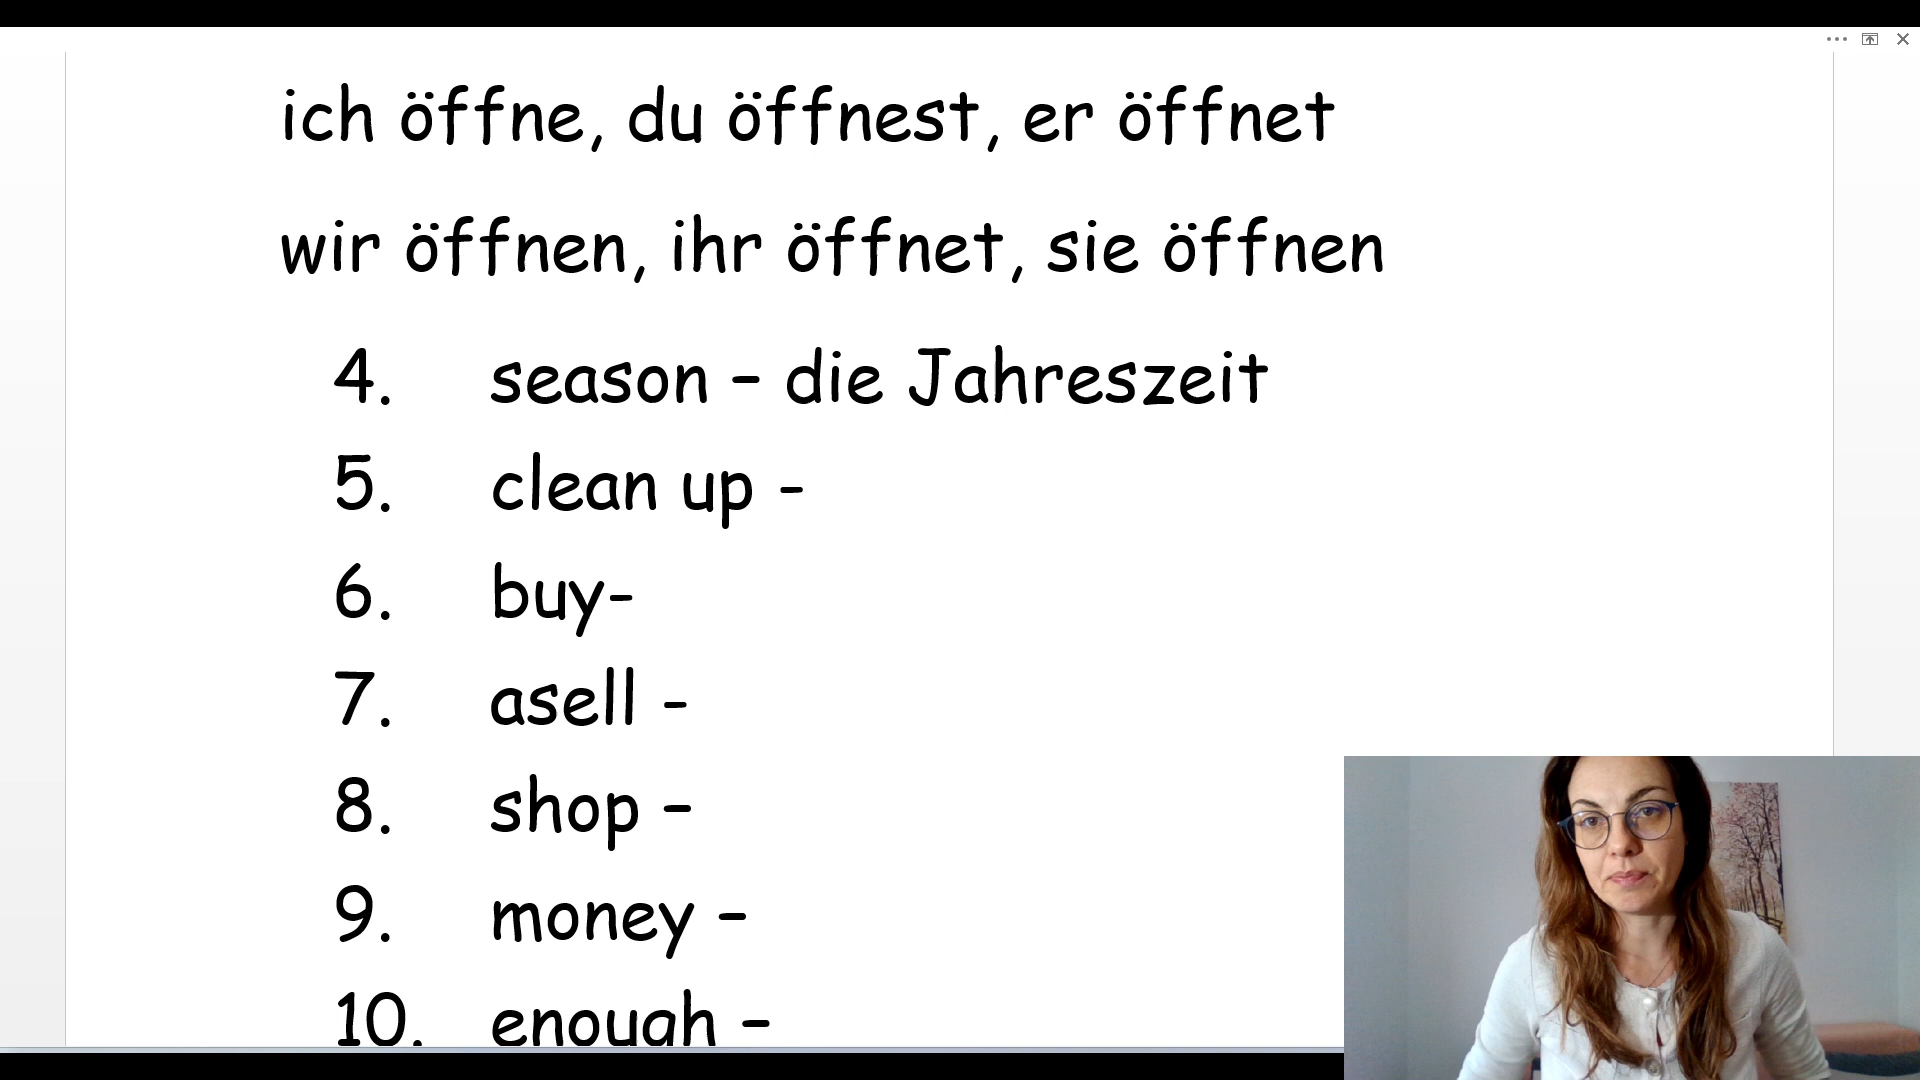 ich öffne, du öffnest, er öffnet
wir öffnen, ihr öffnet, sie öffnen
4. season – die Jahreszeit
5. clean up -
6. buy-
7. asell -
8. shop –
9. money –
10. enough –